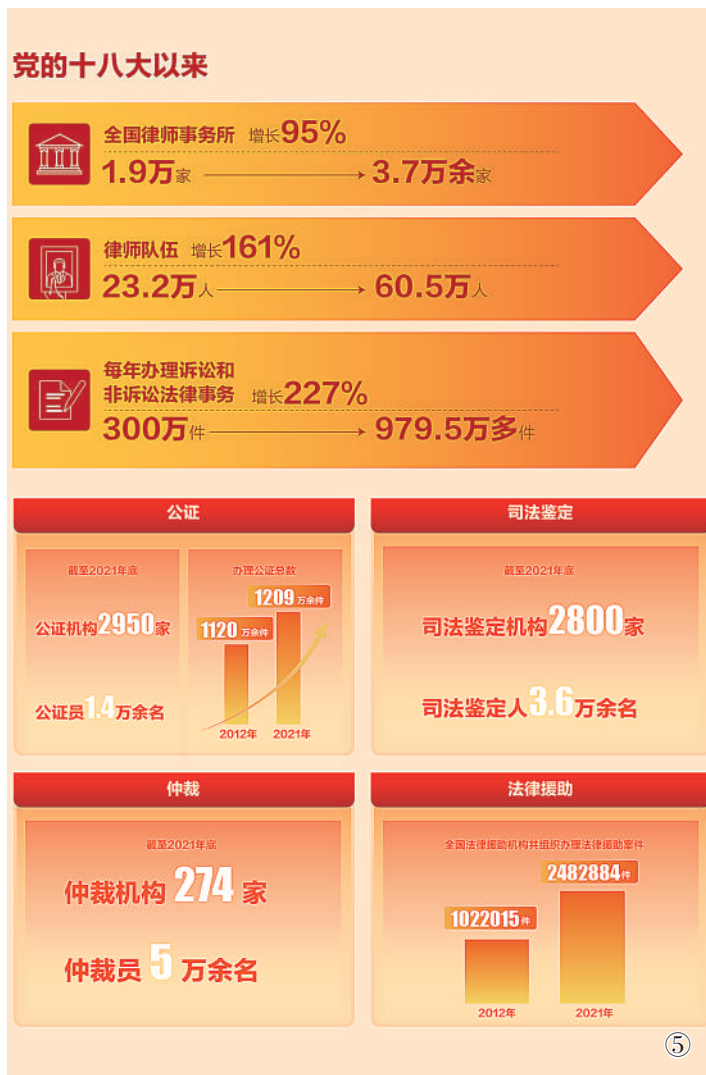 党的十八大以来
全国律师事务所 增长95%
1.9万家 3.7万余家
律师队伍 增长161%
23.2万人 60.5万人
每年办理诉讼和
非诉讼法律事务 增长227%
300万件 979.5万多件
公证
截至2021年底
公证机构2950家
公证员1.4万余名
办理公证总数
1209万余件
1120万余件
2012年 2021年
司法鉴定
截至2021年底
司法鉴定机构2800家
司法鉴定人3.6万余名
仲裁
截至2021年底
仲裁机构 274 家
仲裁员 5 万余名
法律援助
全国法律援助机构共组织办理法律援助案件
2482884件
1022015件
2012年 2021年
⑤